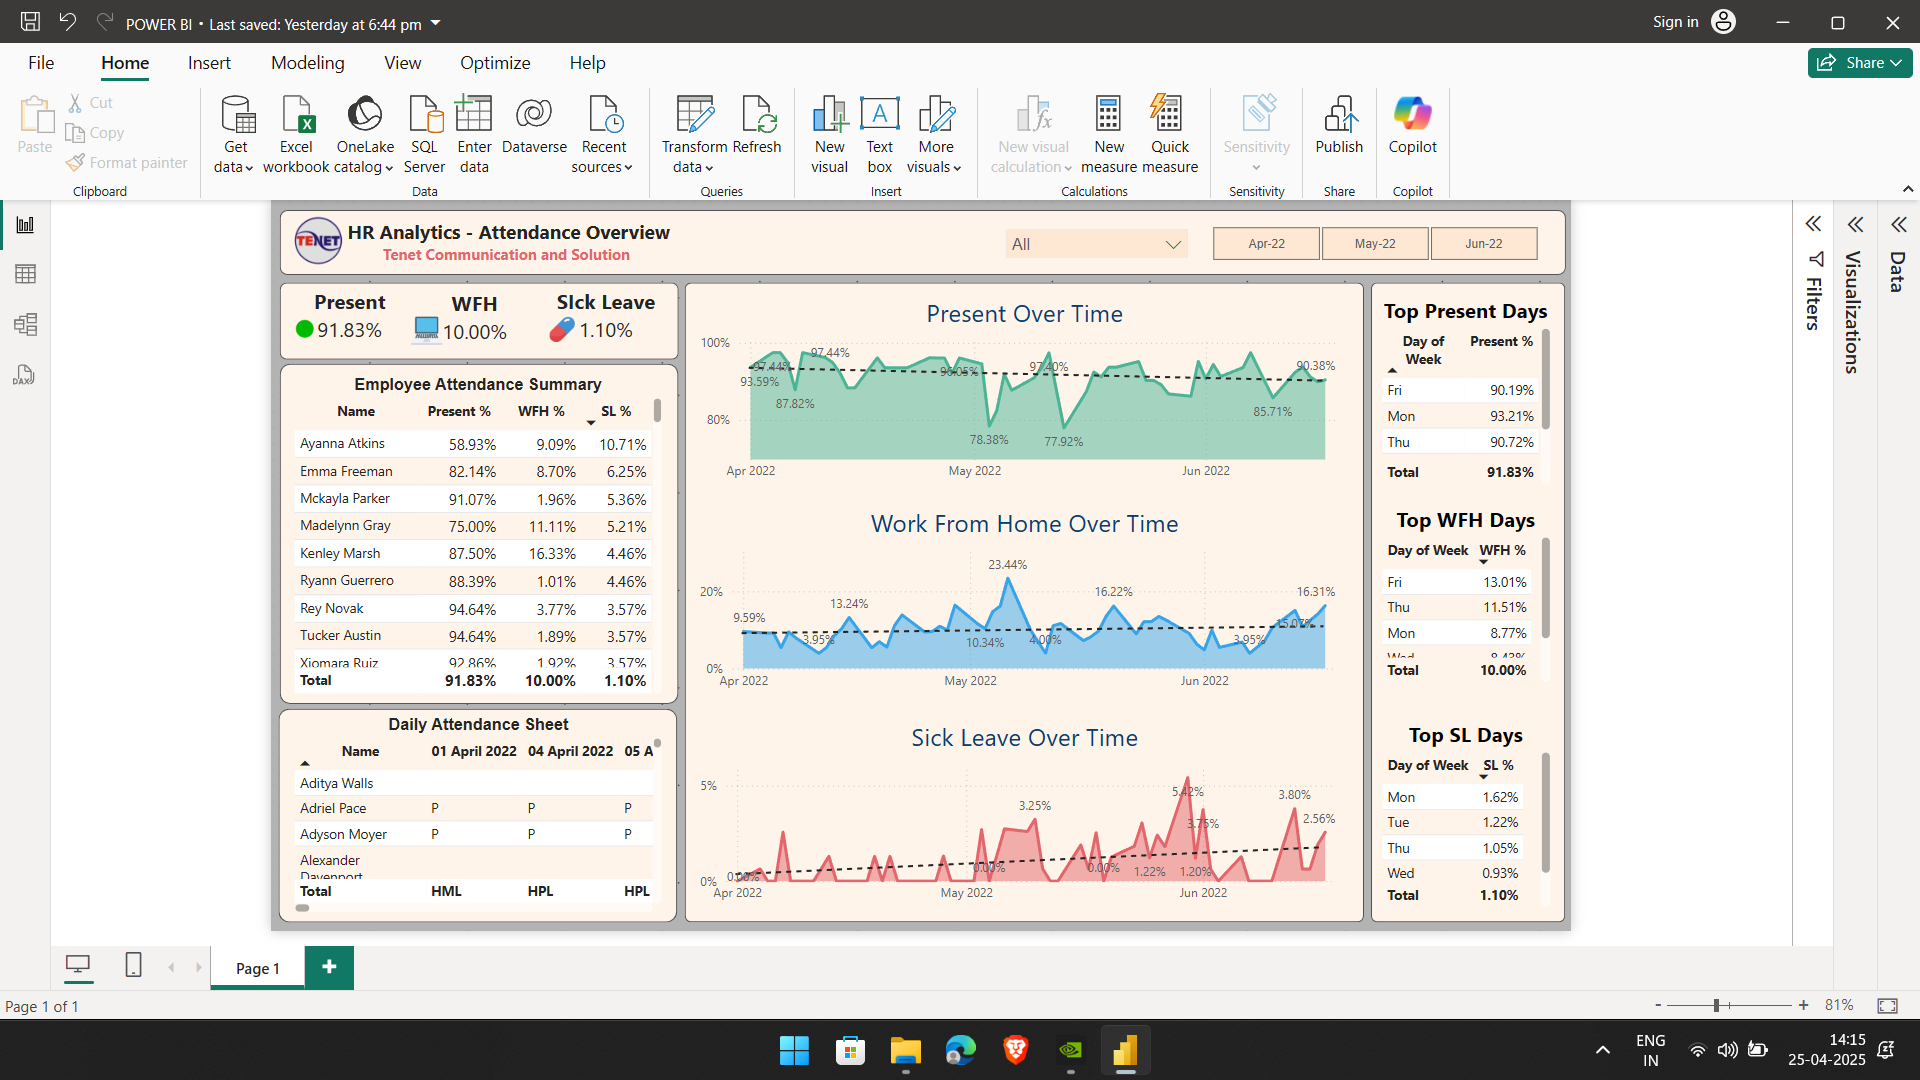 POWER BI • Last saved: Yesterday at 6:44 pm
Sign in
File
Home
Insert
Modeling
View
Optimize
Help
Share
Paste
Cut
Copy
Format painter
Clipboard
Get data
Excel workbook
OneLake catalog
SQL Server
Enter data
Dataverse
Recent sources
Data
Transform data
Refresh
Queries
New visual
Text box
More visuals
Insert
New visual calculation
New measure
Quick measure
Calculations
Sensitivity
Sensitivity
Publish
Share
Copilot
Copilot
TENET
HR Analytics - Attendance Overview
Tenet Communication and Solution
All
Apr-22
May-22
Jun-22
Present
91.83%
WFH
10.00%
SIck Leave
1.10%
Employee Attendance Summary
Name Present % WFH % SL %
Ayanna Atkins 58.93% 9.09% 10.71%
Emma Freeman 82.14% 8.70% 6.25%
Mckayla Parker 91.07% 1.96% 5.36%
Madelynn Gray 75.00% 11.11% 5.21%
Kenley Marsh 87.50% 16.33% 4.46%
Ryann Guerrero 88.39% 1.01% 4.46%
Rey Novak 94.64% 3.77% 3.57%
Tucker Austin 94.64% 1.89% 3.57%
Xiomara Ruiz 92.86% 1.92% 3.57%
Total 91.83% 10.00% 1.10%
Daily Attendance Sheet
Name 01 April 2022 04 April 2022 05 A
Aditya Walls
Adriel Pace P P P
Adyson Moyer P P P
Alexander
Davenport
Total HML HPL HPL
Present Over Time
100%
80%
97.44%
93.59%
87.82%
97.44%
96.05%
78.38%
97.40%
77.92%
85.71%
90.38%
Apr 2022
May 2022
Jun 2022
Work From Home Over Time
20%
0%
9.59%
3.95%
13.24%
10.34%
23.44%
4.00%
16.22%
3.95%
15.07%
16.31%
Apr 2022
May 2022
Jun 2022
Sick Leave Over Time
5%
0%
0.00%
0.00%
3.25%
0.00%
1.22%
5.42%
3.75%
1.20%
3.80%
2.56%
Apr 2022
May 2022
Jun 2022
Top Present Days
Day of Week Present %
Fri 90.19%
Mon 93.21%
Thu 90.72%
Total 91.83%
Top WFH Days
Day of Week WFH %
Fri 13.01%
Thu 11.51%
Mon 8.77%
Wed 8.43%
Total 10.00%
Top SL Days
Day of Week SL %
Mon 1.62%
Tue 1.22%
Thu 1.05%
Wed 0.93%
Total 1.10%
Filters
Visualizations
Data
DAX
Page 1
Page 1 of 1
- + 81%
ENG
IN
14:15
25-04-2025